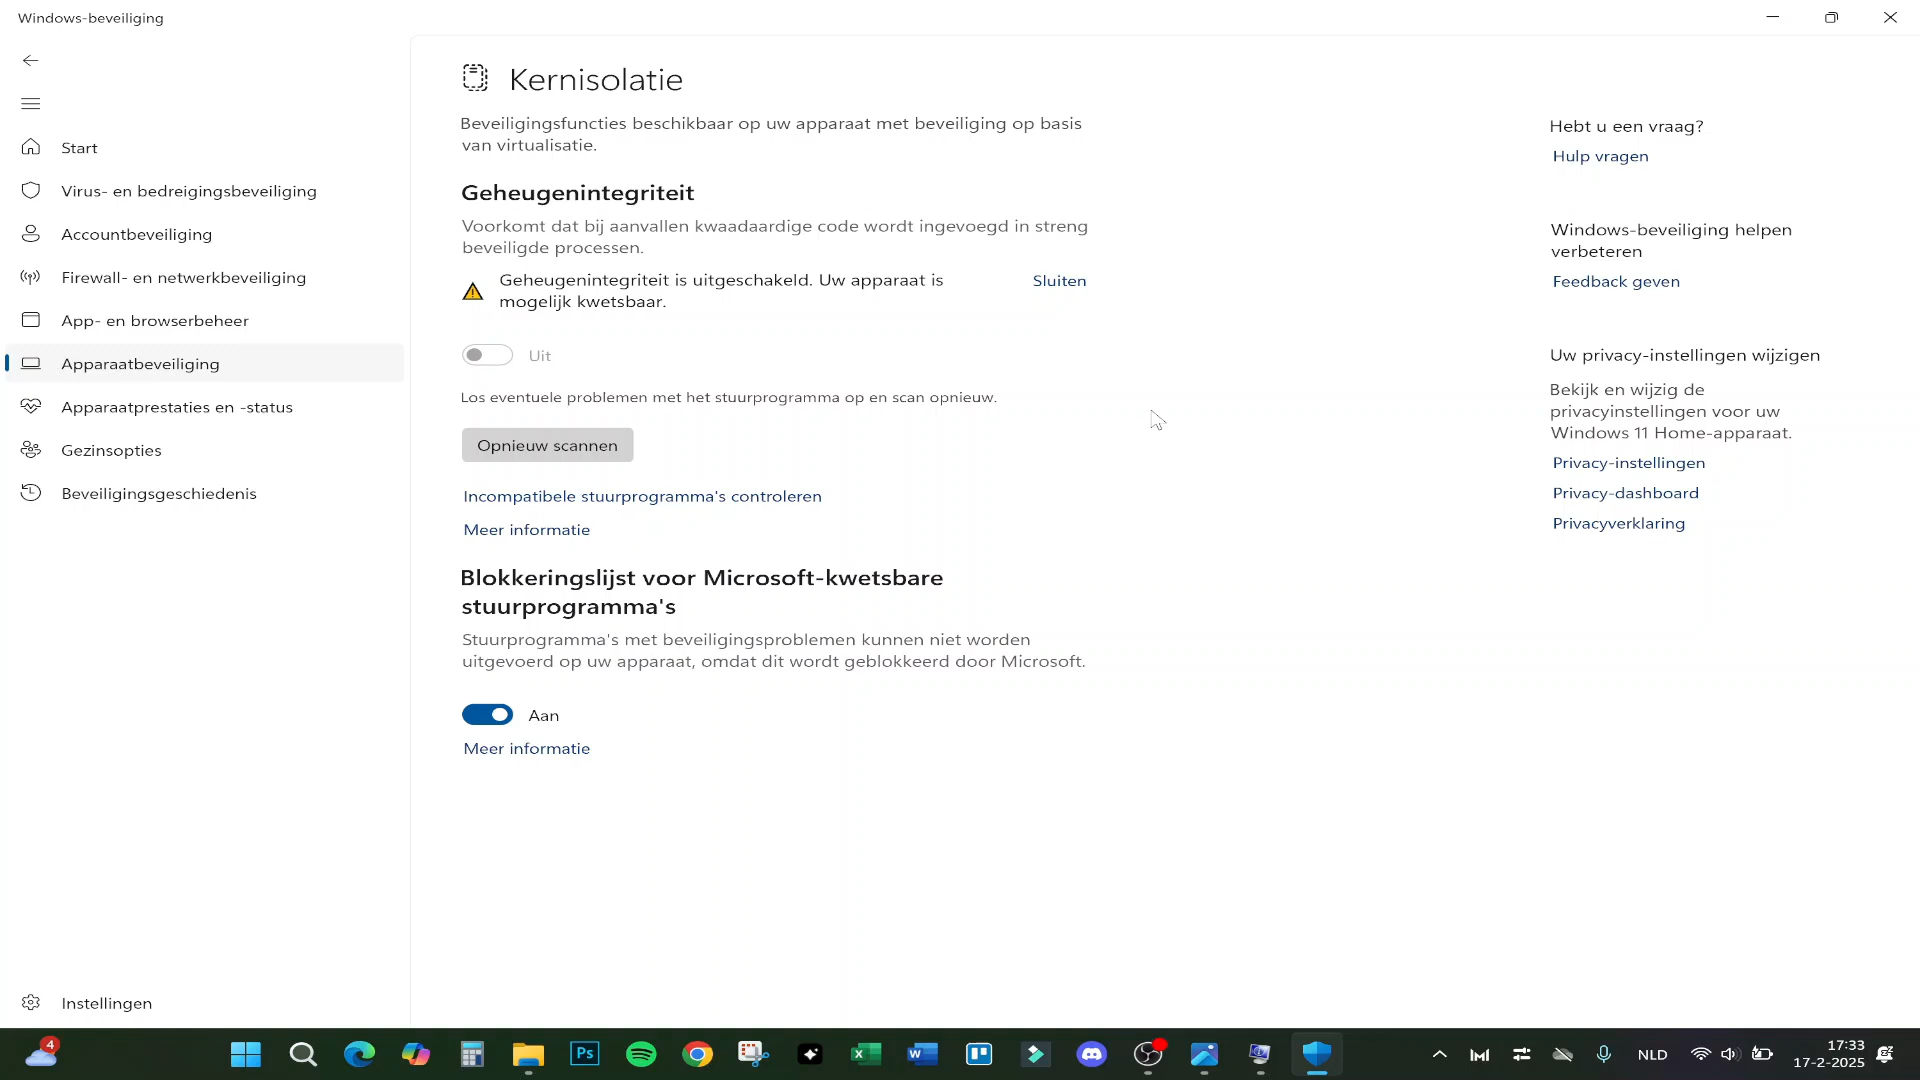 Windows-beveiliging
Start
Virus- en bedreigingsbeveiliging
Accountbeveiliging
Firewall- en netwerkbeveiliging
App- en browserbeheer
Apparaatbeveiliging
Apparaatprestaties en -status
Gezinsopties
Beveiligingsgeschiedenis
Instellingen
Kernisolatie
Beveiligingsfuncties beschikbaar op uw apparaat met beveiliging op basis
van virtualisatie.
Geheugenintegriteit
Voorkomt dat bij aanvallen kwaadaardige code wordt ingevoegd in streng
beveiligde processen.
Geheugenintegriteit is uitgeschakeld. Uw apparaat is
mogelijk kwetsbaar.
Sluiten
Uit
Los eventuele problemen met het stuurprogramma op en scan opnieuw.
Opnieuw scannen
Incompatibele stuurprogramma's controleren
Meer informatie
Blokkeringslijst voor Microsoft-kwetsbare
stuurprogramma's
Stuurprogramma's met beveiligingsproblemen kunnen niet worden
uitgevoerd op uw apparaat, omdat dit wordt geblokkeerd door Microsoft.
Aan
Meer informatie
Hebt u een vraag?
Hulp vragen
Windows-beveiliging helpen
verbeteren
Feedback geven
Uw privacy-instellingen wijzigen
Bekijk en wijzig de
privacyinstellingen voor uw
Windows 11 Home-apparaat.
Privacy-instellingen
Privacy-dashboard
Privacyverklaring
4
Ps
NLD
17:33
17-2-2025